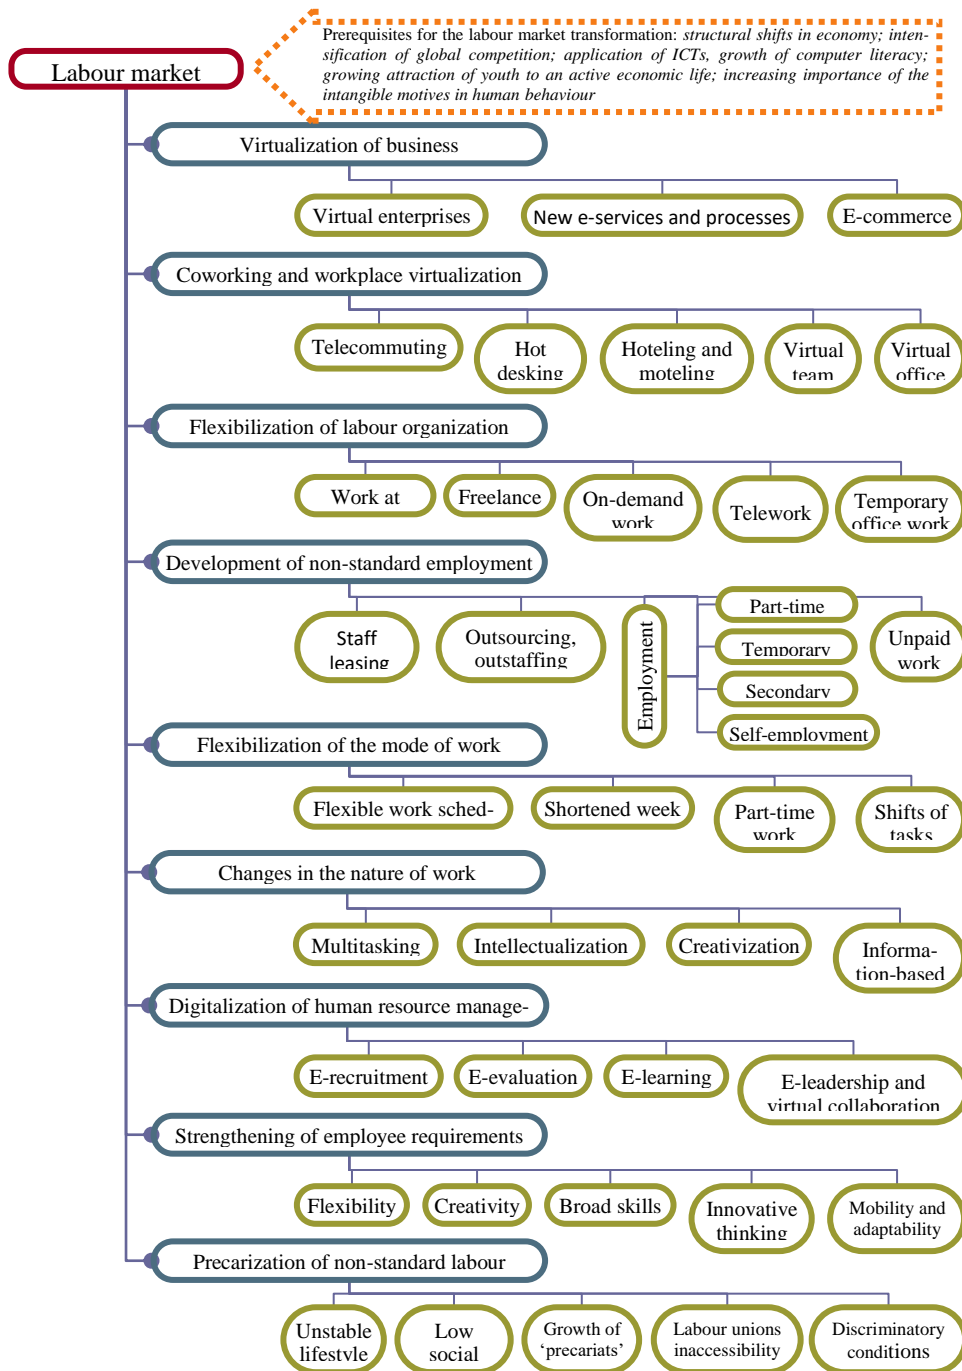 Prerequisites for the labour market transformation: structural shifts in economy; inten-
sification of global competition; application of ICTs, growth of computer literacy;
growing attraction of youth to an active economic life; increasing importance of the
intangible motives in human behaviour
Labour market
Virtualization of business
Virtual enterprises
New e-services and processes
E-commerce
Coworking and workplace virtualization
Telecommuting
Hot
desking
Hoteling and
moteling
Virtual
team
Virtual
office
Flexibilization of labour organization
Work at
Freelance
On-demand
work
Telework
Temporary
office work
Development of non-standard employment
Staff
leasing
Outsourcing,
outstaffing
Employment
Part-time
Temporary
Secondary
Self-employment
Unpaid
work
Flexibilization of the mode of work
Flexible work sched-
Shortened week
Part-time
work
Shifts of
tasks
Changes in the nature of work
Multitasking
Intellectualization
Creativization
Informa-
tion-based
Digitalization of human resource manage-
E-recruitment
E-evaluation
E-learning
E-leadership and
virtual collaboration
Strengthening of employee requirements
Flexibility
Creativity
Broad skills
Innovative
thinking
Mobility and
adaptability
Precarization of non-standard labour
Unstable
lifestyle
Low
social
Growth of
‘precariats’
Labour unions
inaccessibility
Discriminatory
conditions